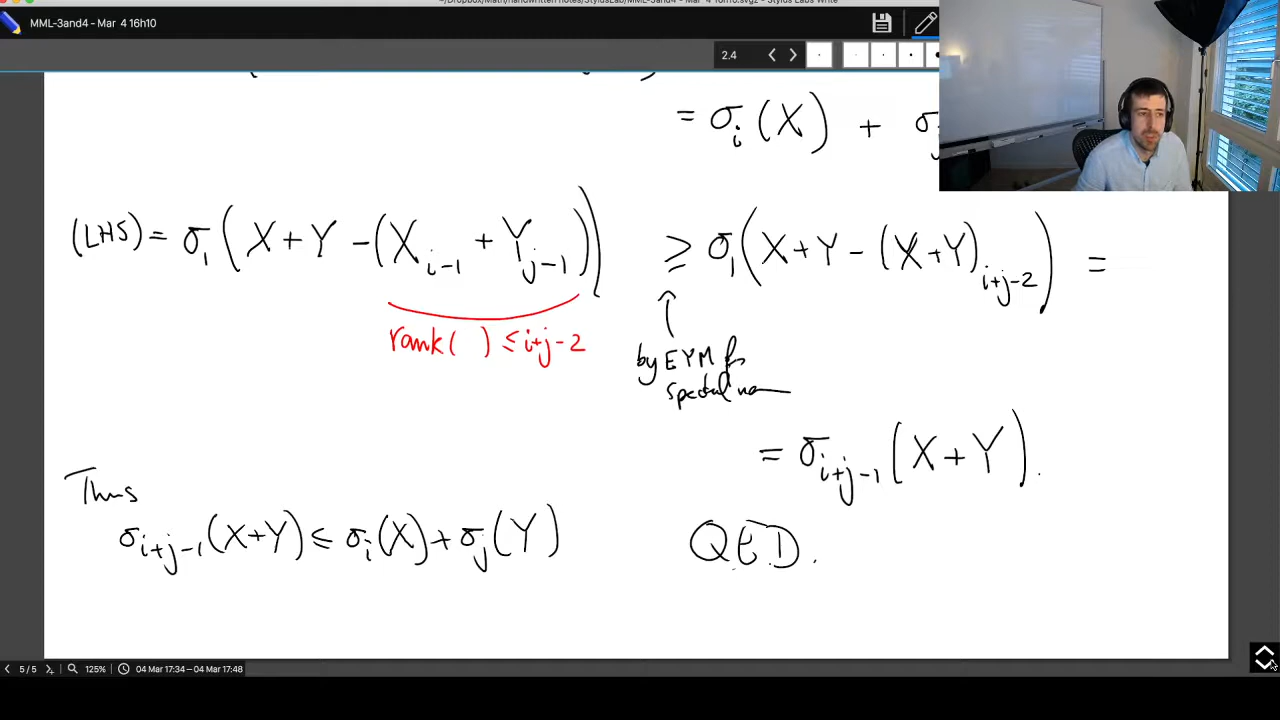 MML-3and4 - Mar 4 16h10
2.4
= σ_i(X) + σ
(LHS) = σ_1(X+Y-(X_{i-1} + Y_{j-1})) ≥ σ_1(X+Y-(X+Y)_{i+j-2}) =
rank( ) ≤ i+j-2
by EYM for
spectral norm
= σ_{i+j-1}(X+Y).
Thus
σ_{i+j-1}(X+Y) ≤ σ_i(X) + σ_j(Y)
QED.
5/5 125% 04 Mar 17:34 – 04 Mar 17:48